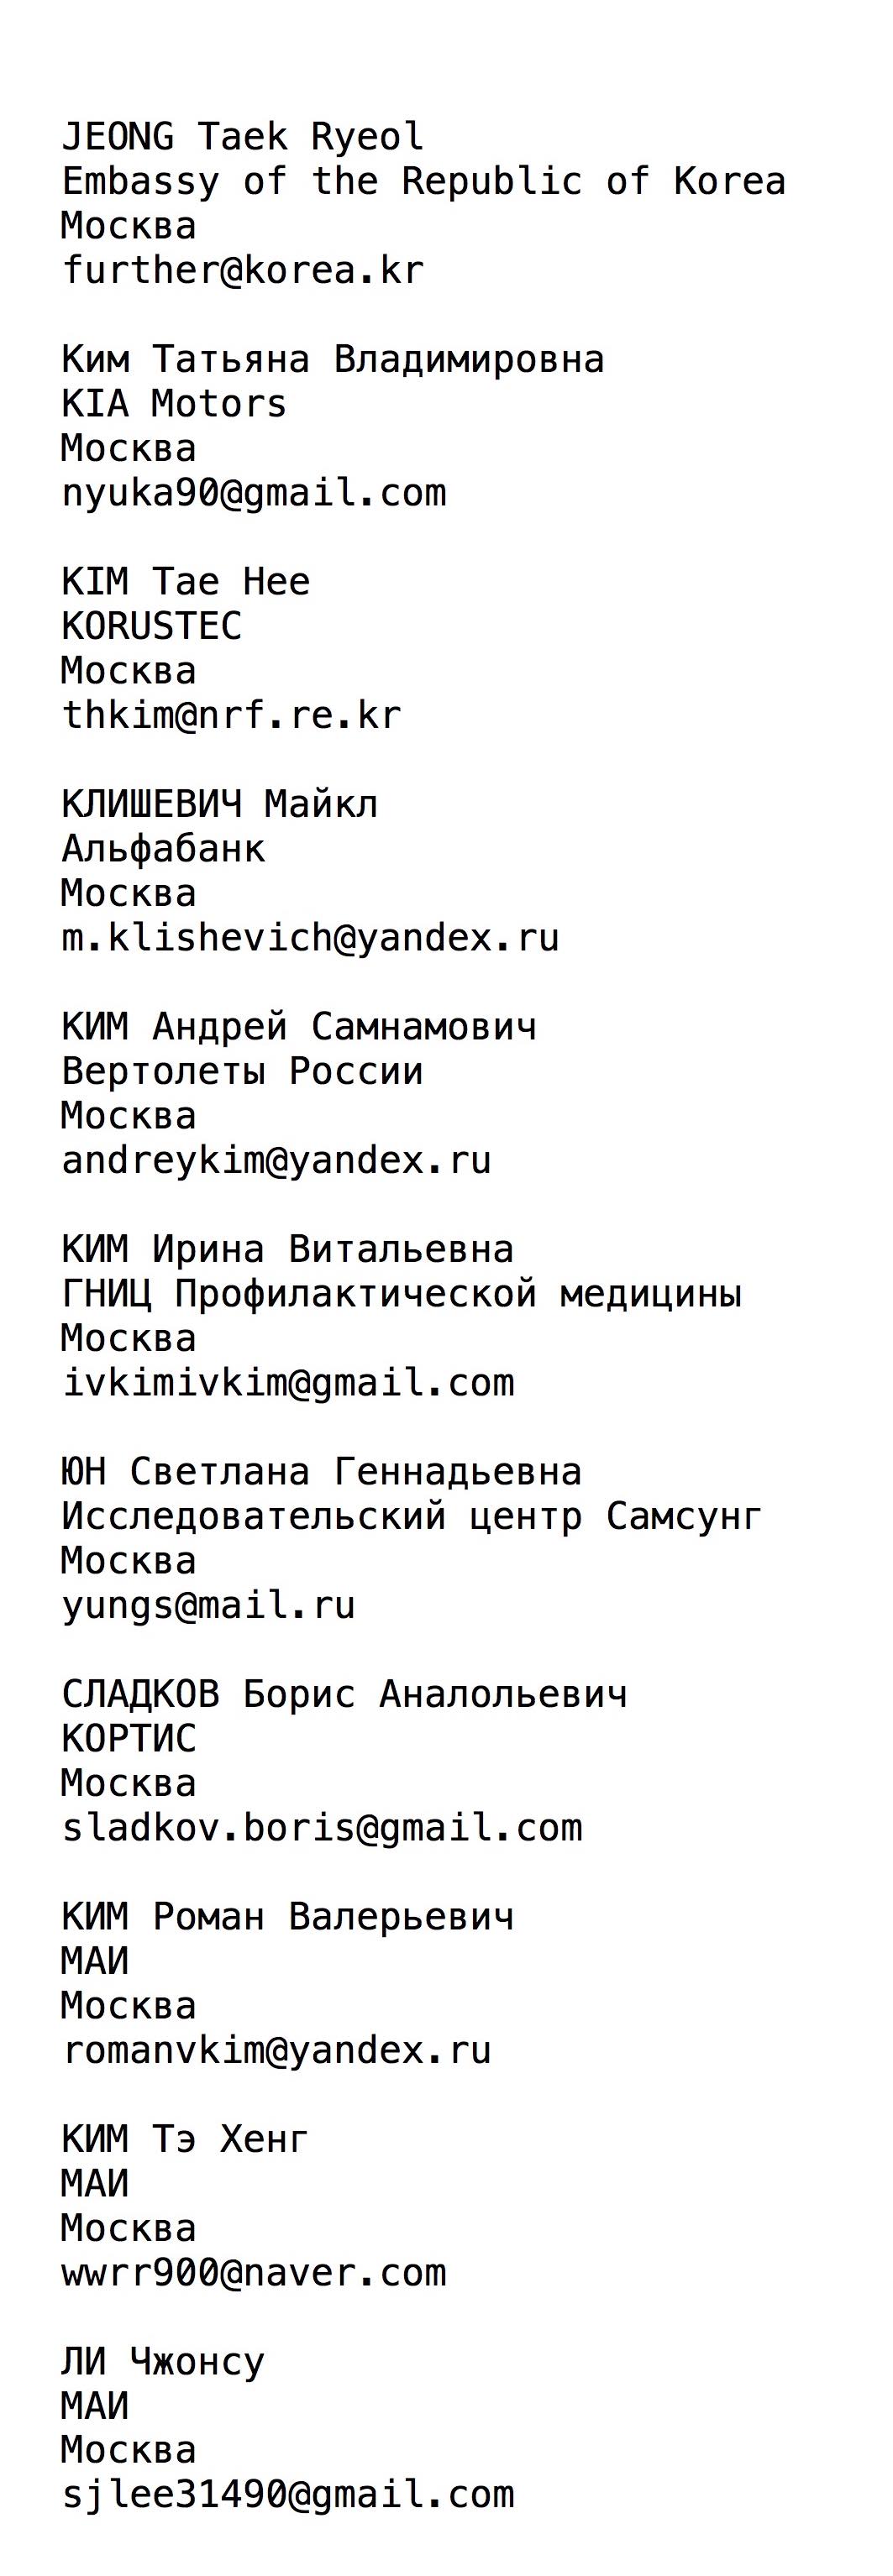 JEONG Taek Ryeol
Embassy of the Republic of Korea
Москва
further@korea.kr
Ким Татьяна Владимировна
KIA Motors
Москва
nyuka90@gmail.com
KIM Tae Hee
KORUSTEC
Москва
thkim@nrf.re.kr
КЛИШЕВИЧ Майкл
Альфабанк
Москва
m.klishevich@yandex.ru
КИМ Андрей Самнамович
Вертолеты России
Москва
andreykim@yandex.ru
КИМ Ирина Витальевна
ГНИЦ Профилактической медицины
Москва
ivkimivkim@gmail.com
ЮН Светлана Геннадьевна
Исследовательский центр Самсунг
Москва
yungs@mail.ru
СЛАДКОВ Борис Аналольевич
КОРТИС
Москва
sladkov.boris@gmail.com
КИМ Роман Валерьевич
МАИ
Москва
romanvkim@yandex.ru
КИМ Тэ Хенг
МАИ
Москва
wwrr900@naver.com
ЛИ Чжонсу
МАИ
Москва
sjlee31490@gmail.com